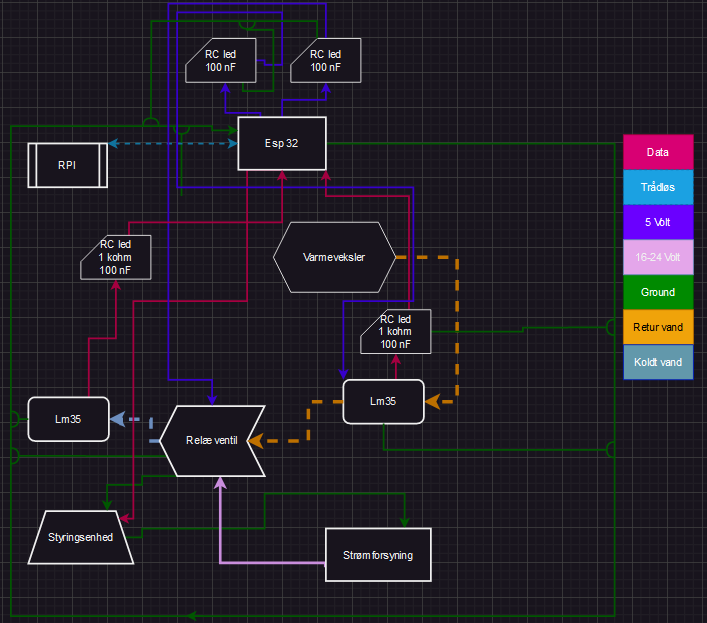 RC led
100 nF
RC led
100 nF
Esp 32
RPI
RC led
1 kohm
100 nF
Varmeveksler
RC led
1 kohm
100 nF
Lm35
Lm35
Relæ ventil
Styringsenhed
Strømforsyning
Data
Trådløs
5 Volt
16-24 Volt
Ground
Retur vand
Koldt vand